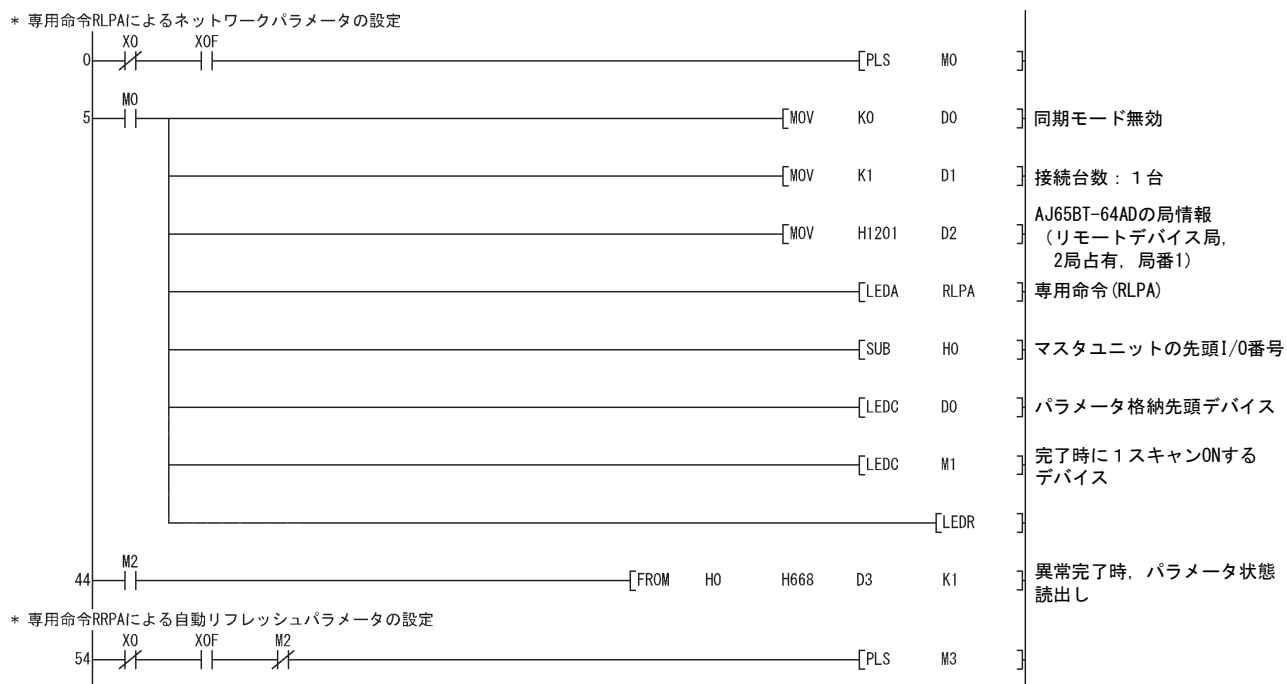 * 専用命令RLPAによるネットワークパラメータの設定
X0 X0F
0 [PLS M0 ]
M0
5 [MOV K0 D0 ] 同期モード無効
[MOV K1 D1 ] 接続台数：１台
[MOV H1201 D2 ] AJ65BT-64ADの局情報
（リモートデバイス局，
2局占有，局番1）
[LEDA RLPA ] 専用命令(RLPA)
[SUB H0 ] マスタユニットの先頭I/O番号
[LEDC D0 ] パラメータ格納先頭デバイス
[LEDC M1 ] 完了時に１スキャンONする
デバイス
[LEDR ]
M2
44 [FROM H0 H668 D3 K1 ] 異常完了時，パラメータ状態
読出し
* 専用命令RRPAによる自動リフレッシュパラメータの設定
X0 X0F M2
54 [PLS M3 ]